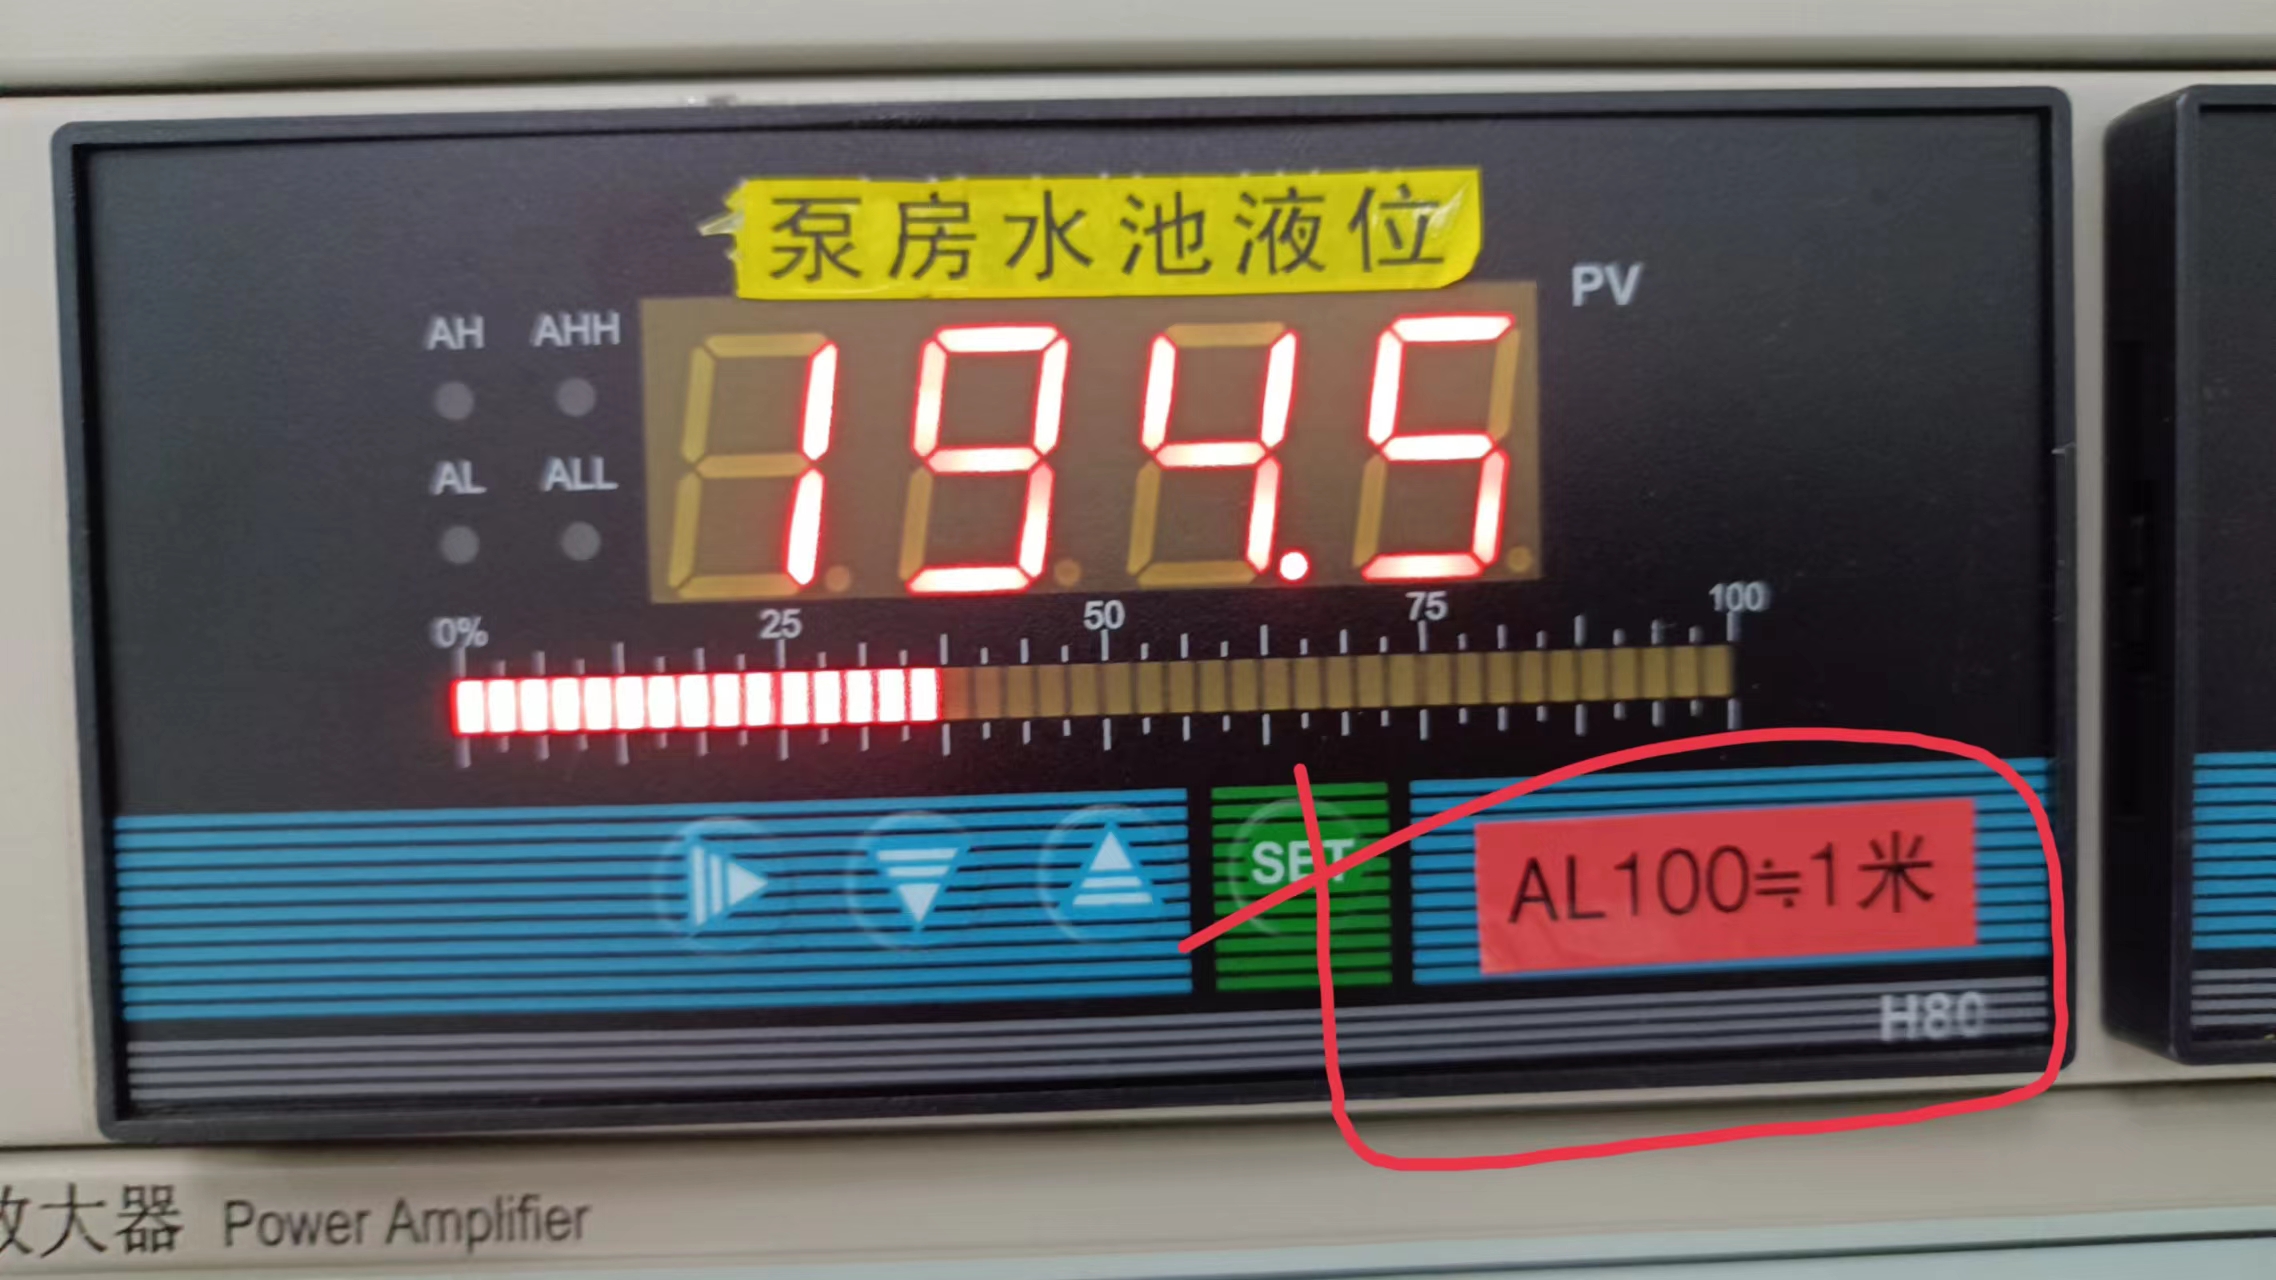 泵房水池液位
PV
AH AHH
194.5
AL ALL
0% 25 50 75 100
SET
AL100≒1米
H80
放大器 Power Amplifier